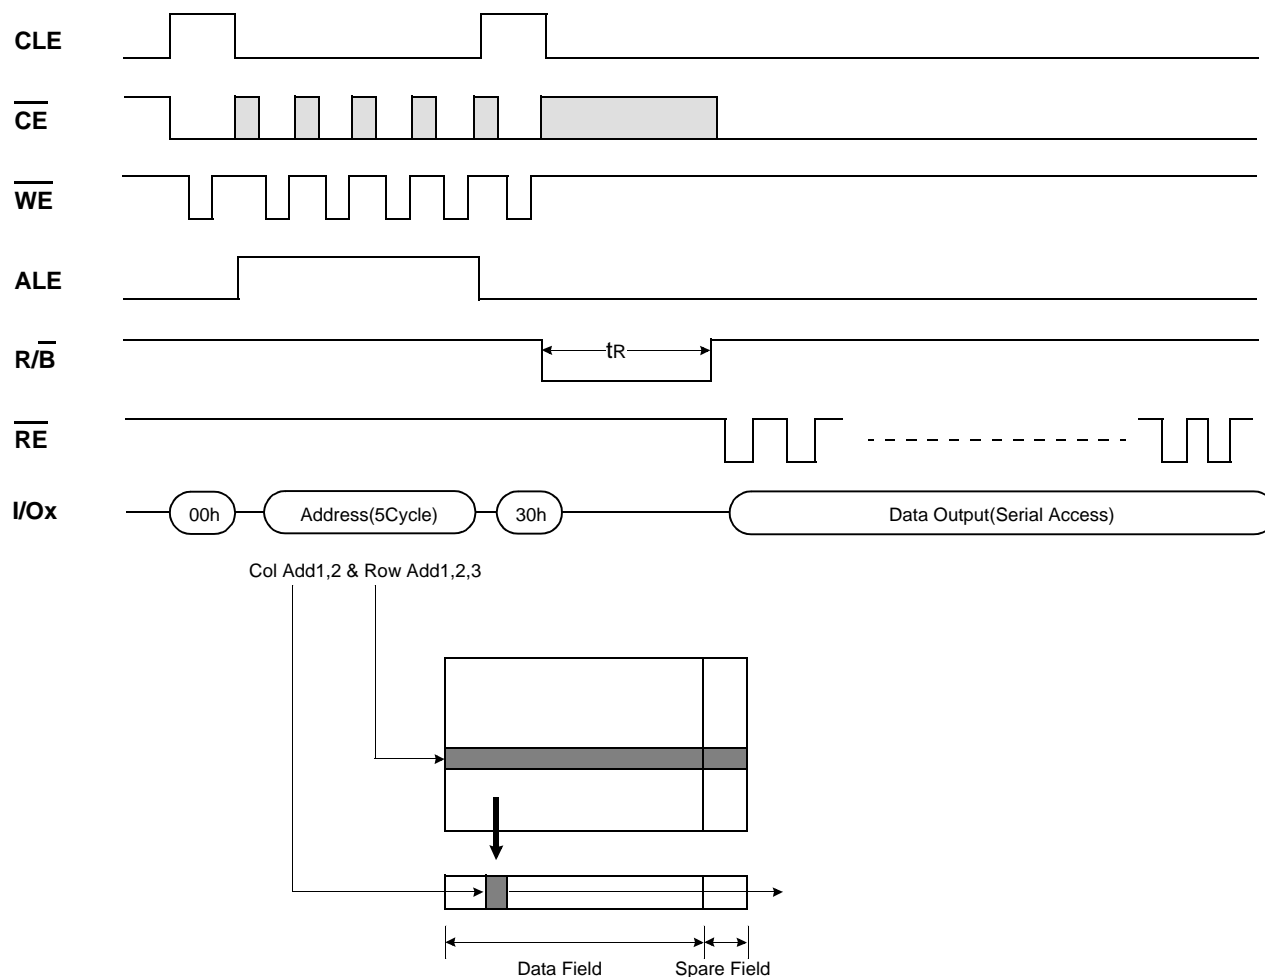 CLE
CE
WE
ALE
R/B
tR
RE
I/Ox
00h
Address(5Cycle)
30h
Data Output(Serial Access)
Col Add1,2 & Row Add1,2,3
Data Field
Spare Field